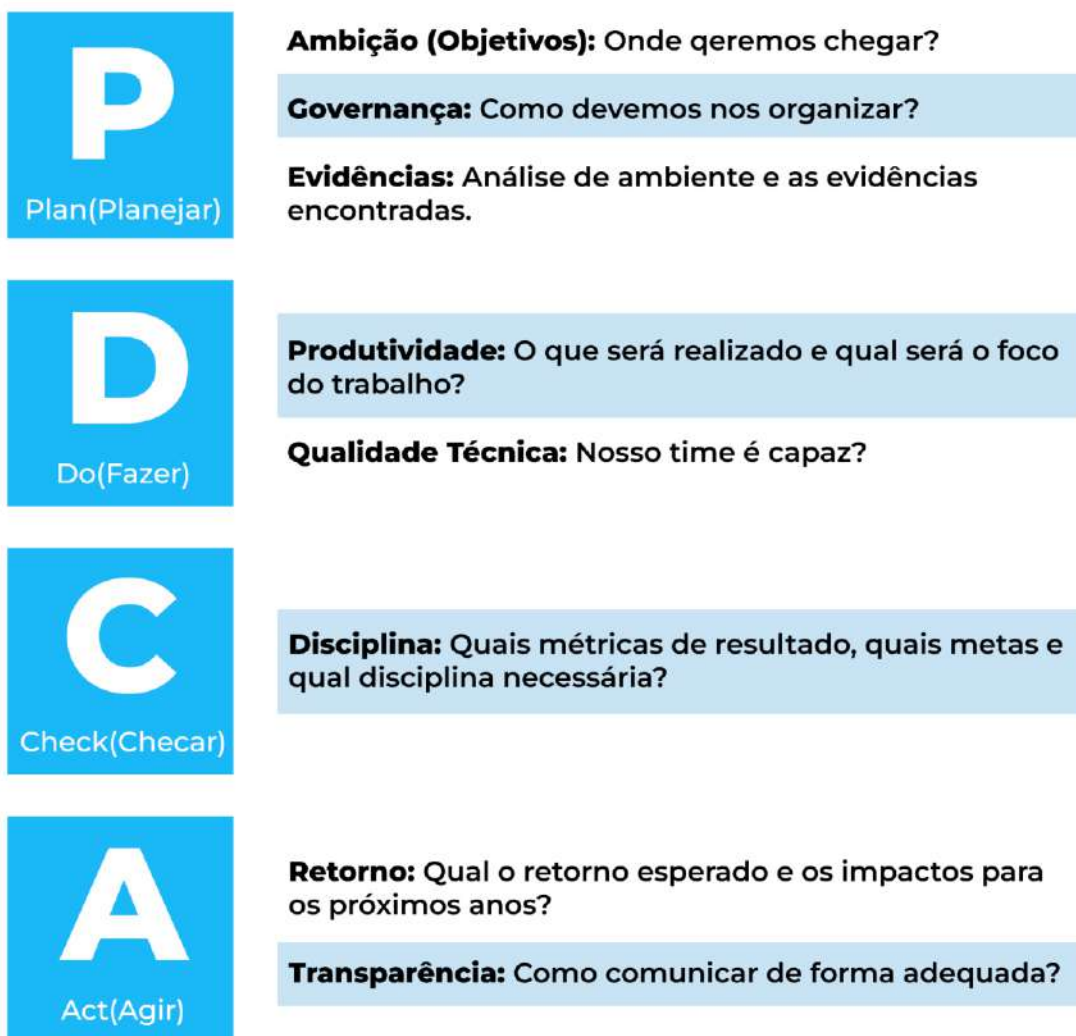 P
Plan(Planejar)
Ambição (Objetivos): Onde qeremos chegar?
Governança: Como devemos nos organizar?
Evidências: Análise de ambiente e as evidências
encontradas.
D
Do(Fazer)
Produtividade: O que será realizado e qual será o foco
do trabalho?
Qualidade Técnica: Nosso time é capaz?
C
Check(Checar)
Disciplina: Quais métricas de resultado, quais metas e
qual disciplina necessária?
A
Act(Agir)
Retorno: Qual o retorno esperado e os impactos para
os próximos anos?
Transparência: Como comunicar de forma adequada?